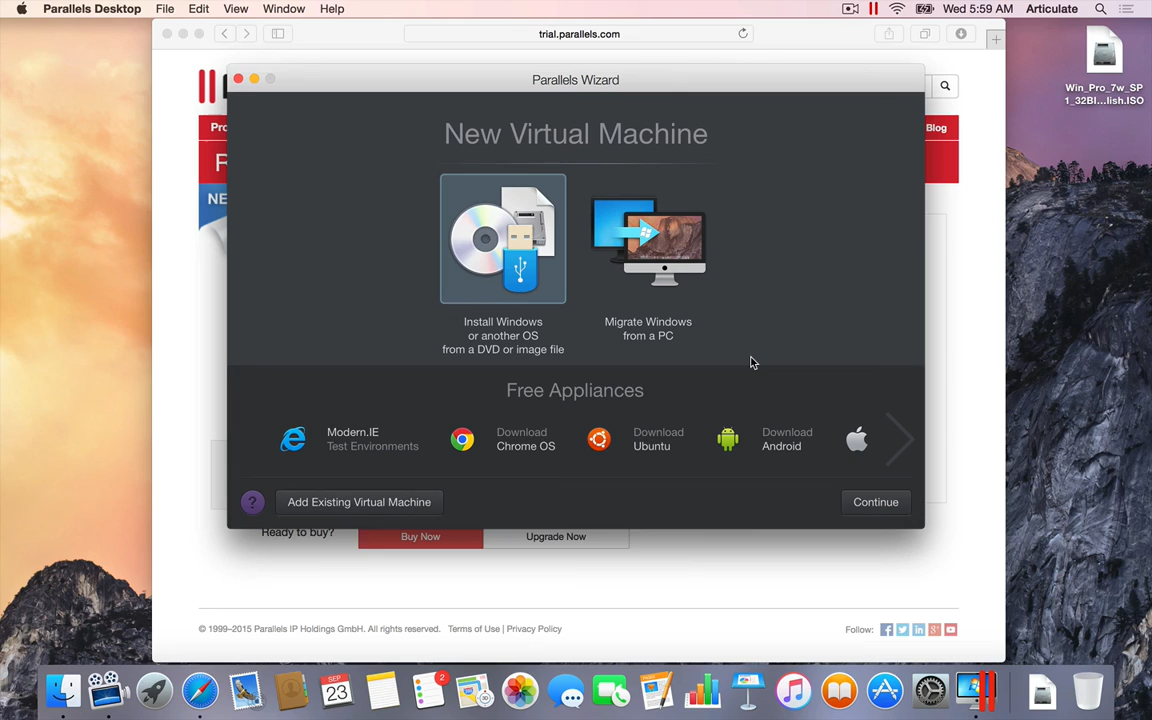 Parallels Desktop File Edit View Window Help Wed 5:59 AM Articulate
trial.parallels.com
Win_Pro_7w_SP
1_32BI...lish.ISO
Parallels Wizard
Blog
New Virtual Machine
Install Windows
or another OS
from a DVD or image file
Migrate Windows
from a PC
Free Appliances
Modern.IE
Test Environments
Download
Chrome OS
Download
Ubuntu
Download
Android
? Add Existing Virtual Machine Continue
Ready to buy? Buy Now Upgrade Now
© 1999–2015 Parallels IP Holdings GmbH. All rights reserved. Terms of Use | Privacy Policy Follow:
SEP
23
2